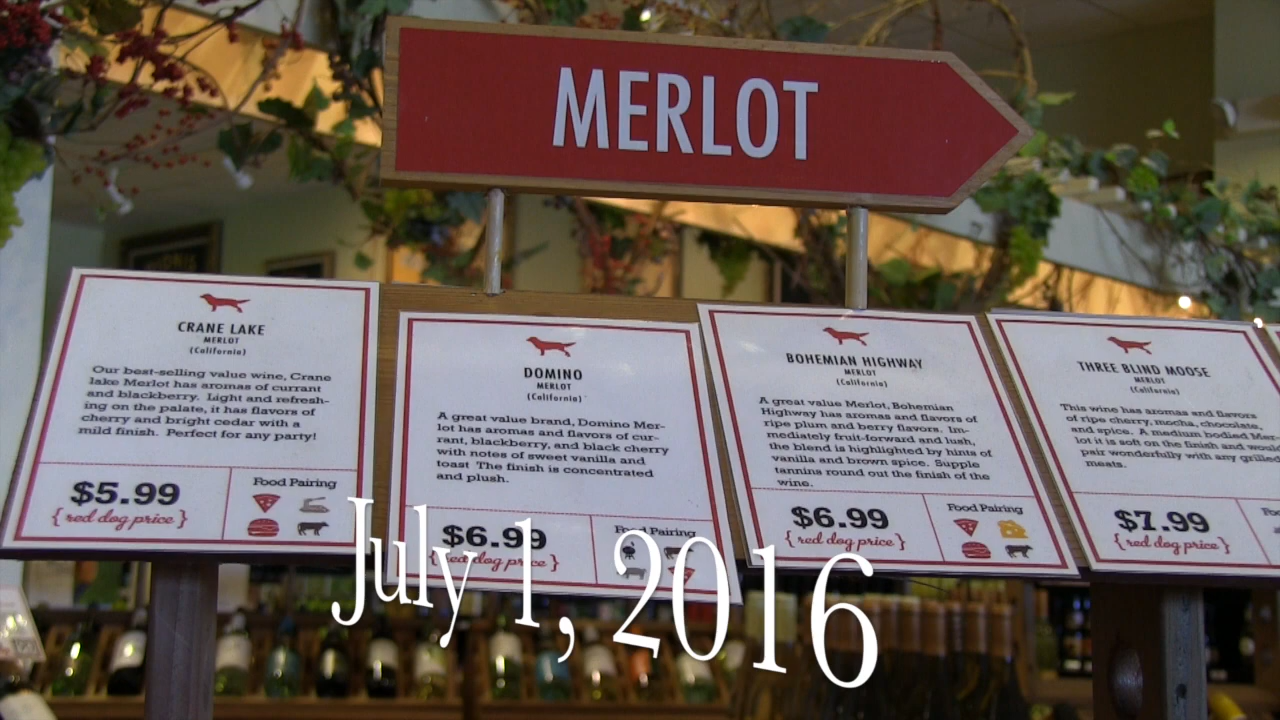 MERLOT
CRANE LAKE
MERLOT
(California)
Our best-selling value wine, Crane
lake Merlot has aromas of currant
and blackberry. Light and refresh-
ing on the palate, it has flavors of
cherry and bright cedar with a
mild finish. Perfect for any party!
$5.99
{ red dog price }
Food Pairing
DOMINO
MERLOT
(California)
A great value brand, Domino Mer-
lot has aromas and flavors of cur-
rant, blackberry, and black cherry
with notes of sweet vanilla and
toast The finish is concentrated
and plush.
$6.99
{ red dog price }
Food Pairing
BOHEMIAN HIGHWAY
MERLOT
(California)
A great value Merlot, Bohemian
Highway has aromas and flavors of
ripe plum and berry flavors. Im-
mediately fruit-forward and lush,
the blend is highlighted by hints of
vanilla and brown spice. Supple
tannins round out the finish of the
wine.
$6.99
{ red dog price }
Food Pairing
THREE BLIND MOOSE
MERLOT
(California)
This wine has aromas and flavors
of ripe cherry, mocha, chocolate,
and spice. A medium bodied Mer
lot it is soft on the finish and would
pair wonderfully with any grilled
meats.
$7.99
{ red dog price }
July 1, 2016